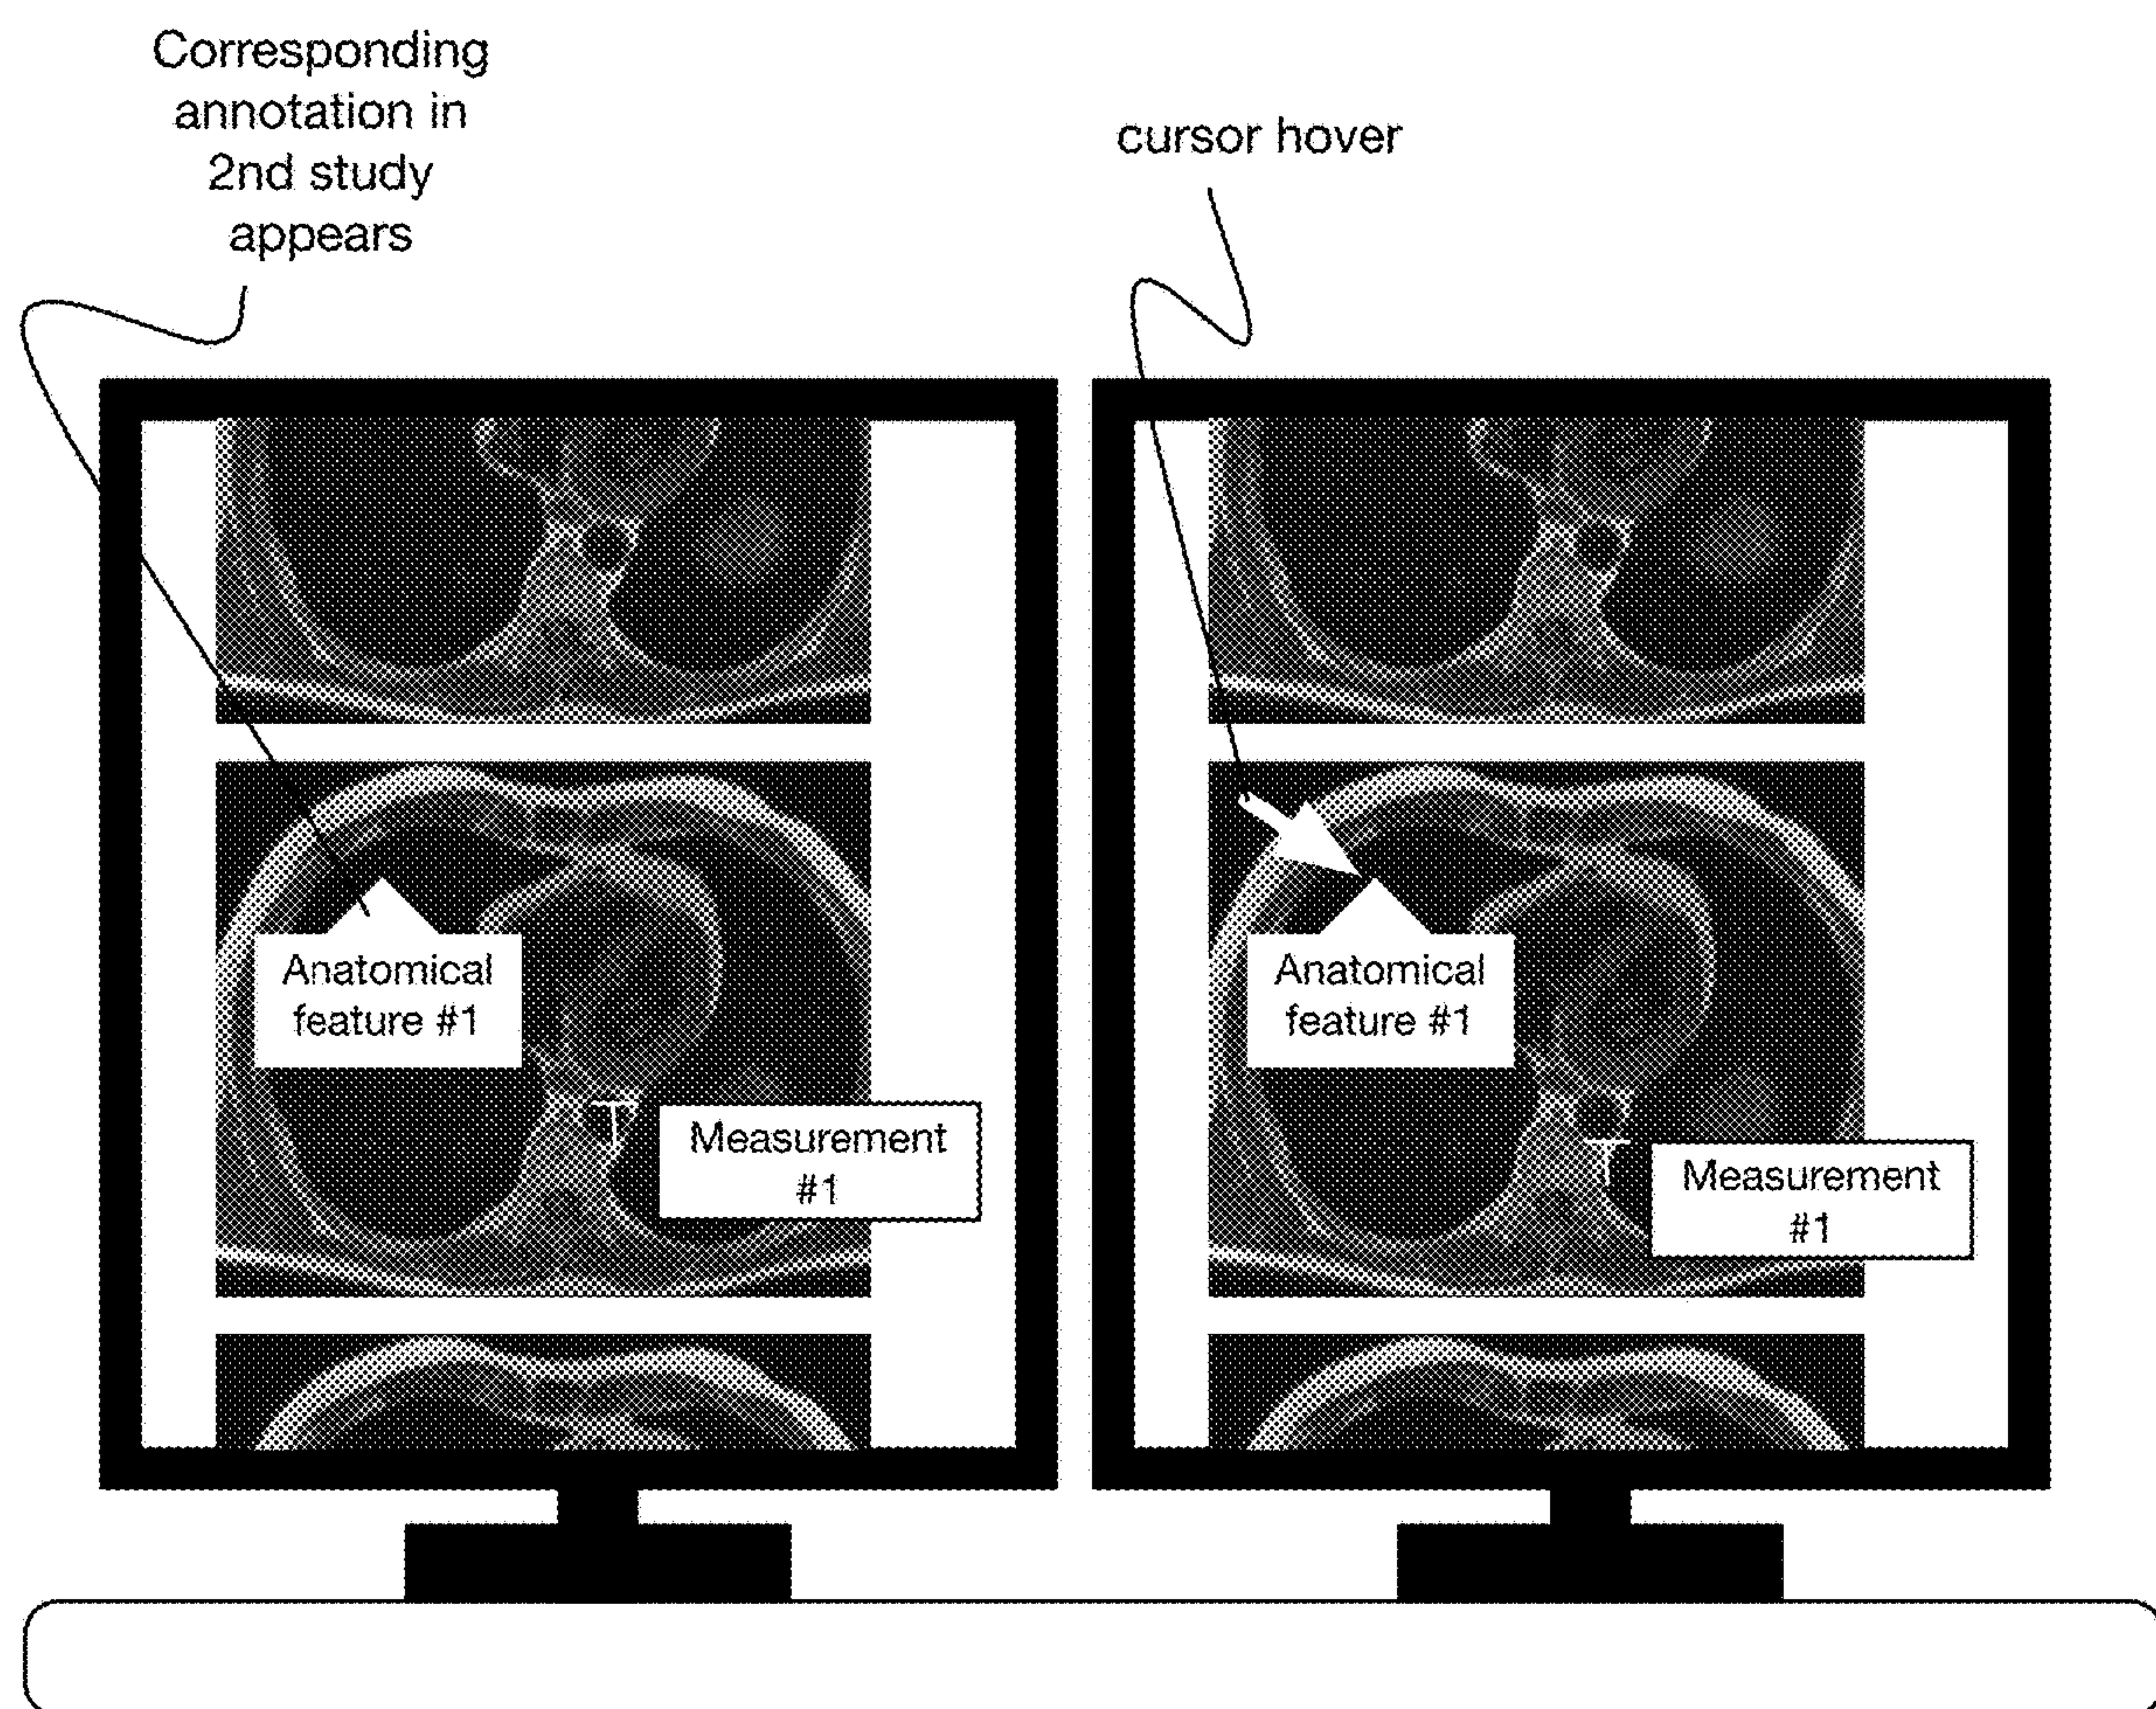 Corresponding
annotation in
2nd study
appears
cursor hover
Anatomical
feature #1
Measurement
#1
Anatomical
feature #1
Measurement
#1